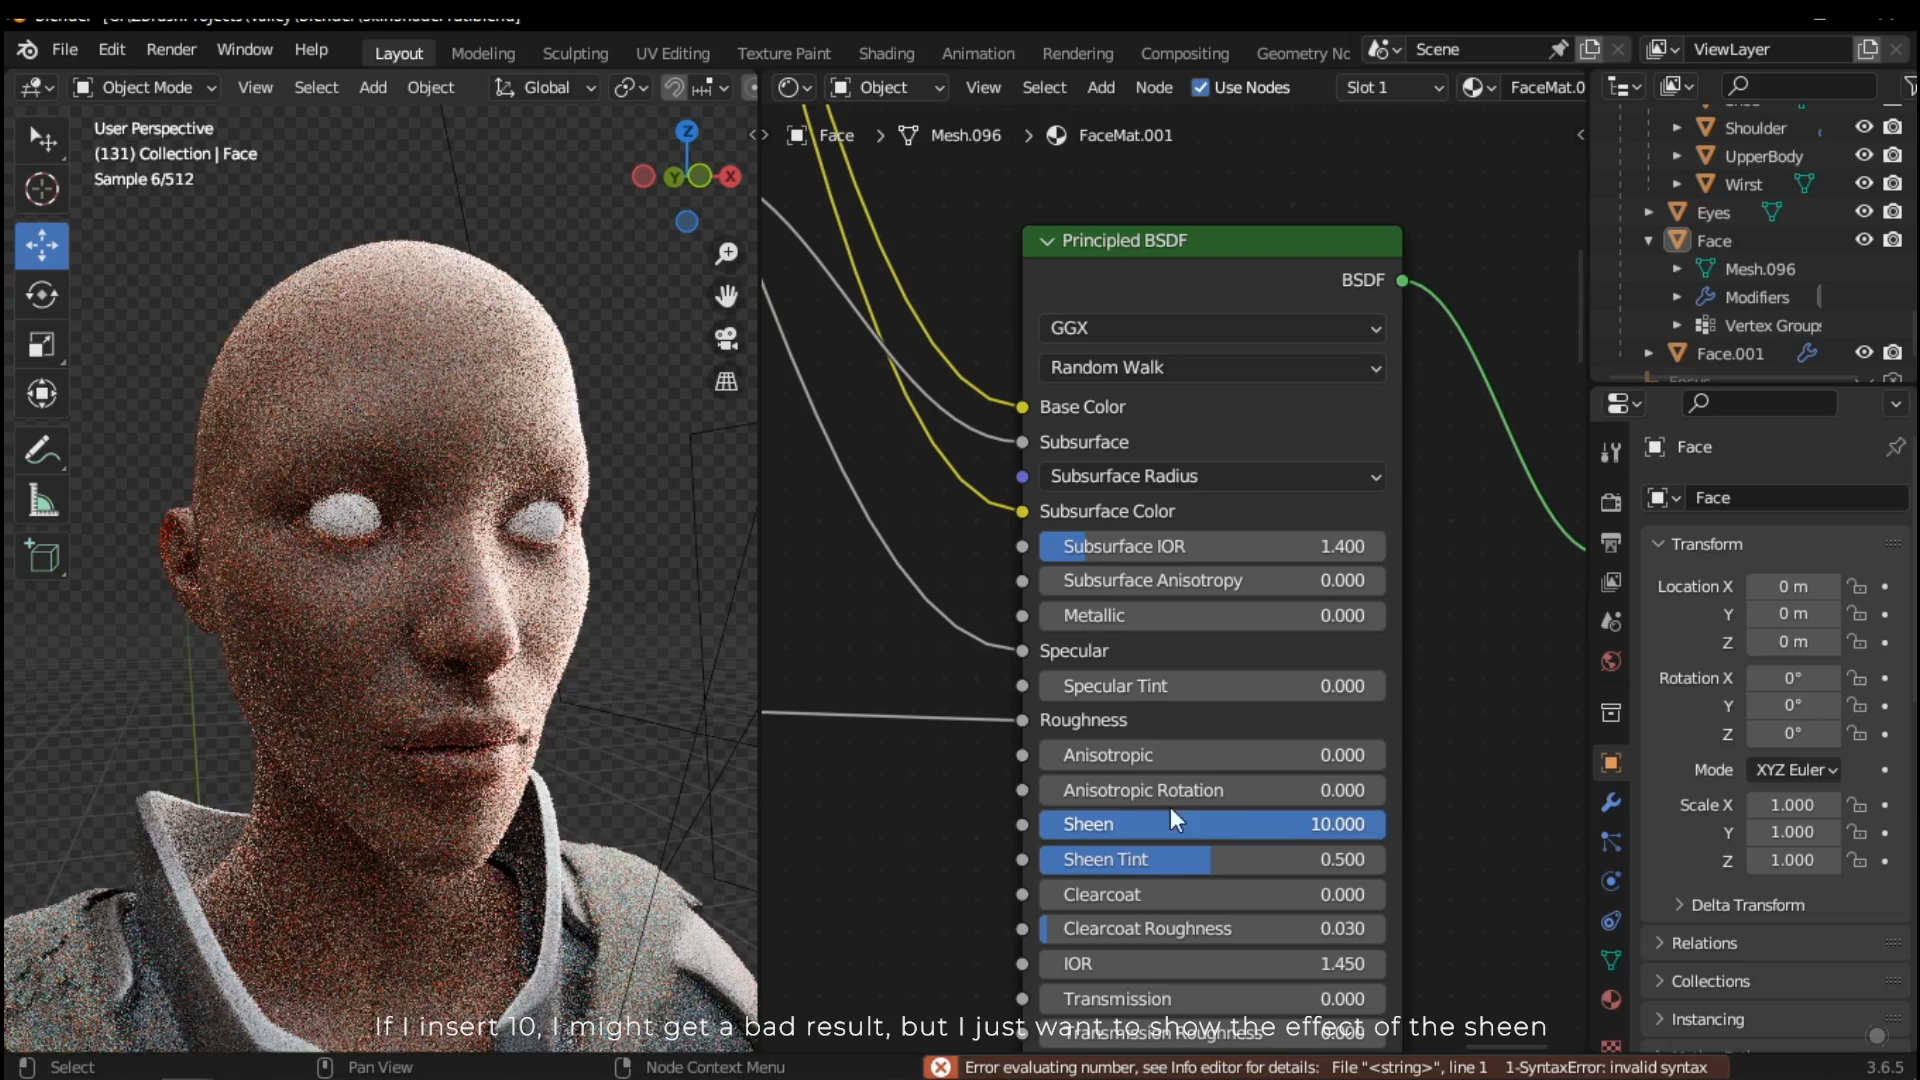 File Edit Render Window Help Layout Modeling Sculpting UV Editing Texture Paint Shading Animation Rendering Compositing Geometry Nc Scene ViewLayer
Object Mode View Select Add Object Global Object View Select Add Node Use Nodes Slot 1 FaceMat.0
User Perspective
(131) Collection | Face
Sample 6/512
Z
Y
X
Face > Mesh.096 > FaceMat.001
Principled BSDF
BSDF
GGX
Random Walk
Base Color
Subsurface
Subsurface Radius
Subsurface Color
Subsurface IOR 1.400
Subsurface Anisotropy 0.000
Metallic 0.000
Specular
Specular Tint 0.000
Roughness
Anisotropic 0.000
Anisotropic Rotation 0.000
Sheen 10.000
Sheen Tint 0.500
Clearcoat 0.000
Clearcoat Roughness 0.030
IOR 1.450
Transmission 0.000
Transmission Roughness 0.000
If I insert 10, I might get a bad result, but I just want to show the effect of the sheen
Shoulder
UpperBody
Wirst
Eyes
Face
Mesh.096
Modifiers
Vertex Groups
Face.001
Face
Face
Transform
Location X 0 m
Y 0 m
Z 0 m
Rotation X 0°
Y 0°
Z 0°
Mode XYZ Euler
Scale X 1.000
Y 1.000
Z 1.000
Delta Transform
Relations
Collections
Instancing
Select Pan View Node Context Menu Error evaluating number, see Info editor for details: File "<string>", line 1 1-SyntaxError: invalid syntax 3.6.5